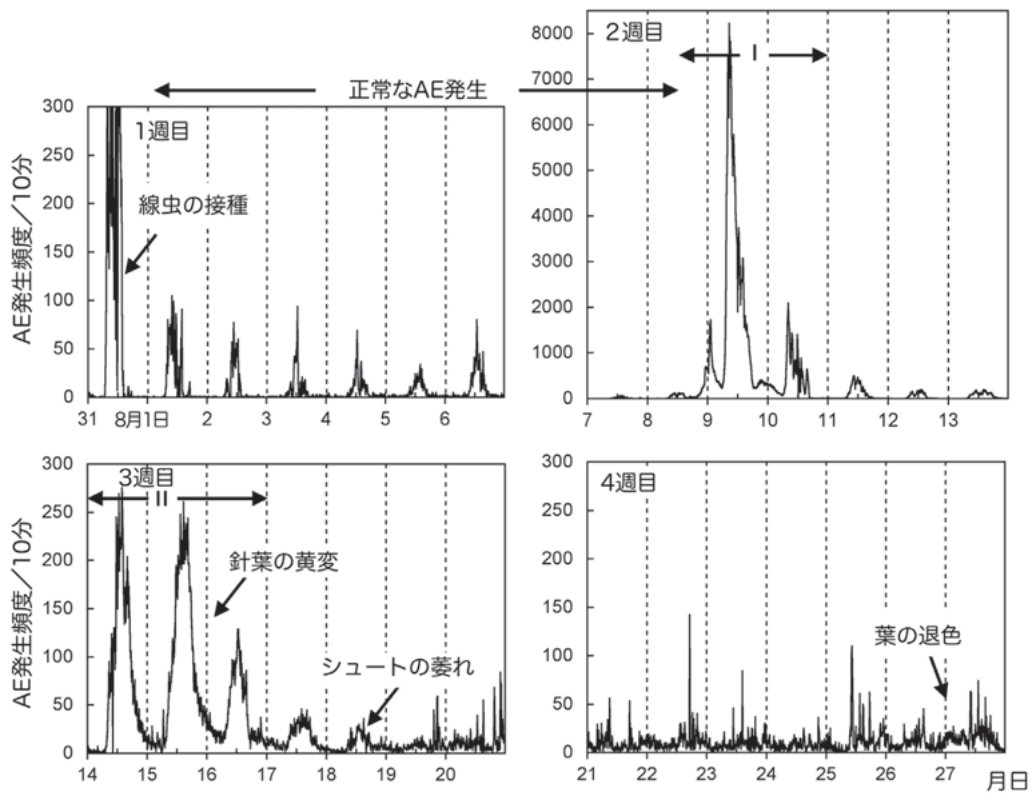 正常なAE発生
AE発生頻度/10分
300
250
200
150
100
50
0
1週目
線虫の接種
31 8月1日 2 3 4 5 6
8000
7000
6000
5000
4000
3000
2000
1000
0
2週目
I
7 8 9 10 11 12 13
AE発生頻度/10分
300
250
200
150
100
50
0
3週目
II
針葉の黄変
シュートの萎れ
14 15 16 17 18 19 20
300
250
200
150
100
50
0
4週目
葉の退色
21 22 23 24 25 26 27
月日